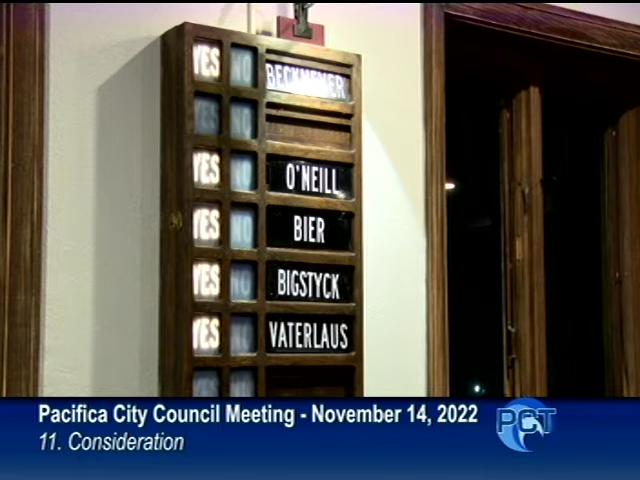 YES NO BECKMEYER
NO
YES NO O'NEILL
YES NO BIER
YES NO BIGSTYCK
YES NO VATERLAUS
Pacifica City Council Meeting - November 14, 2022
11. Consideration
PCT